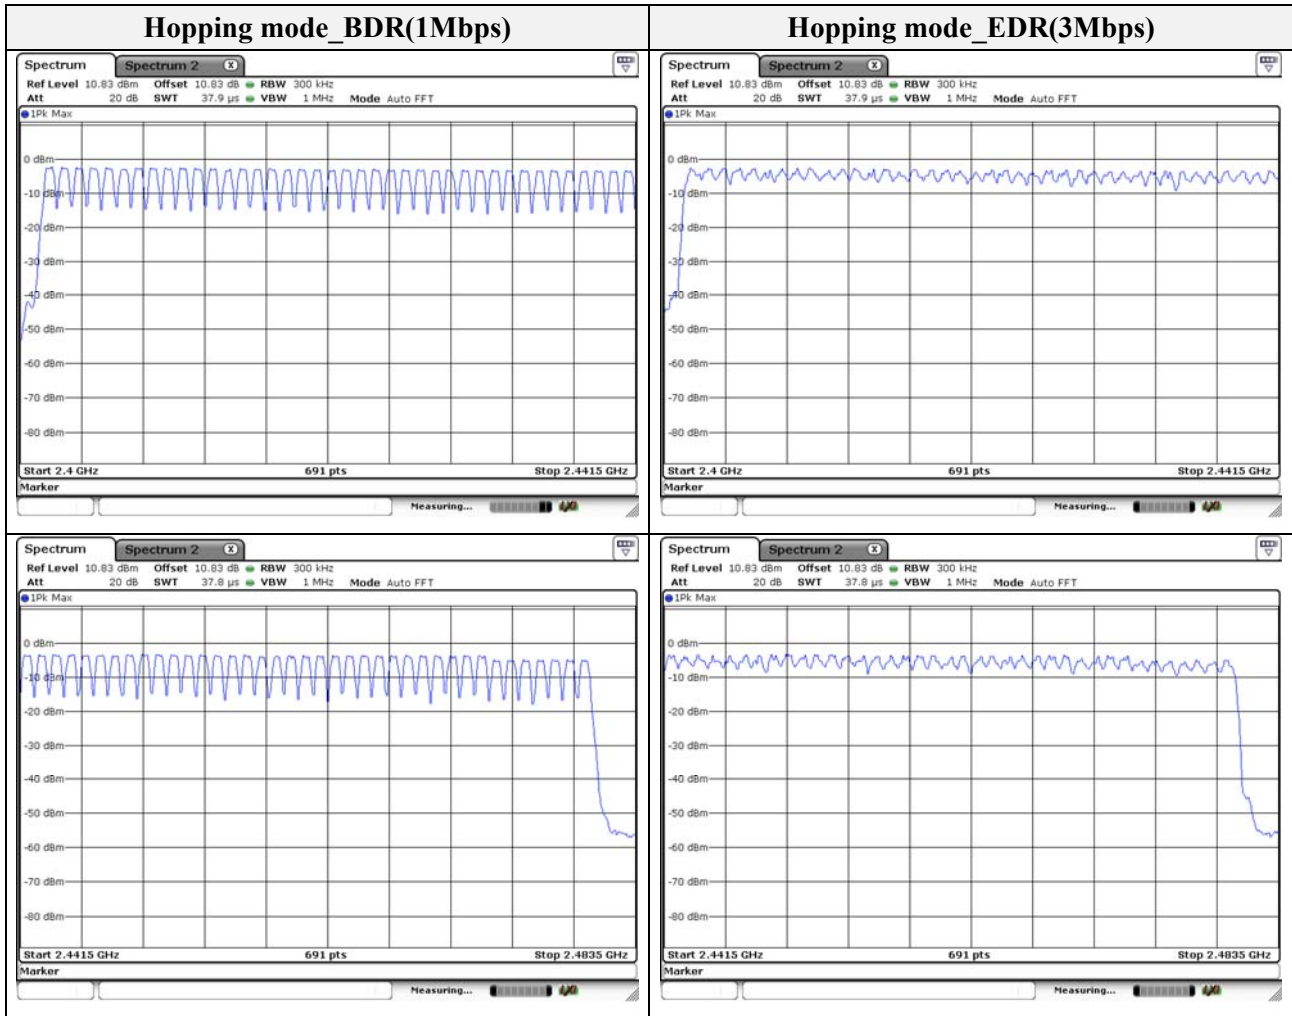 Hopping mode_BDR(1Mbps)
Hopping mode_EDR(3Mbps)
Spectrum
Spectrum 2
X
Ref Level 10.83 dBm Offset 10.83 dB RBW 300 kHz
Att 20 dB SWT 37.9 µs VBW 1 MHz Mode Auto FFT
1Pk Max
0 dBm
-10 dBm
-20 dBm
-30 dBm
-40 dBm
-50 dBm
-60 dBm
-70 dBm
-80 dBm
Start 2.4 GHz 691 pts Stop 2.4415 GHz
Marker
Measuring...
Spectrum
Spectrum 2
X
Ref Level 10.83 dBm Offset 10.83 dB RBW 300 kHz
Att 20 dB SWT 37.9 µs VBW 1 MHz Mode Auto FFT
1Pk Max
0 dBm
-10 dBm
-20 dBm
-30 dBm
-40 dBm
-50 dBm
-60 dBm
-70 dBm
-80 dBm
Start 2.4 GHz 691 pts Stop 2.4415 GHz
Marker
Measuring...
Spectrum
Spectrum 2
X
Ref Level 10.83 dBm Offset 10.83 dB RBW 300 kHz
Att 20 dB SWT 37.8 µs VBW 1 MHz Mode Auto FFT
1Pk Max
0 dBm
-10 dBm
-20 dBm
-30 dBm
-40 dBm
-50 dBm
-60 dBm
-70 dBm
-80 dBm
Start 2.4415 GHz 691 pts Stop 2.4835 GHz
Marker
Measuring...
Spectrum
Spectrum 2
X
Ref Level 10.83 dBm Offset 10.83 dB RBW 300 kHz
Att 20 dB SWT 37.8 µs VBW 1 MHz Mode Auto FFT
1Pk Max
0 dBm
-10 dBm
-20 dBm
-30 dBm
-40 dBm
-50 dBm
-60 dBm
-70 dBm
-80 dBm
Start 2.4415 GHz 691 pts Stop 2.4835 GHz
Marker
Measuring...